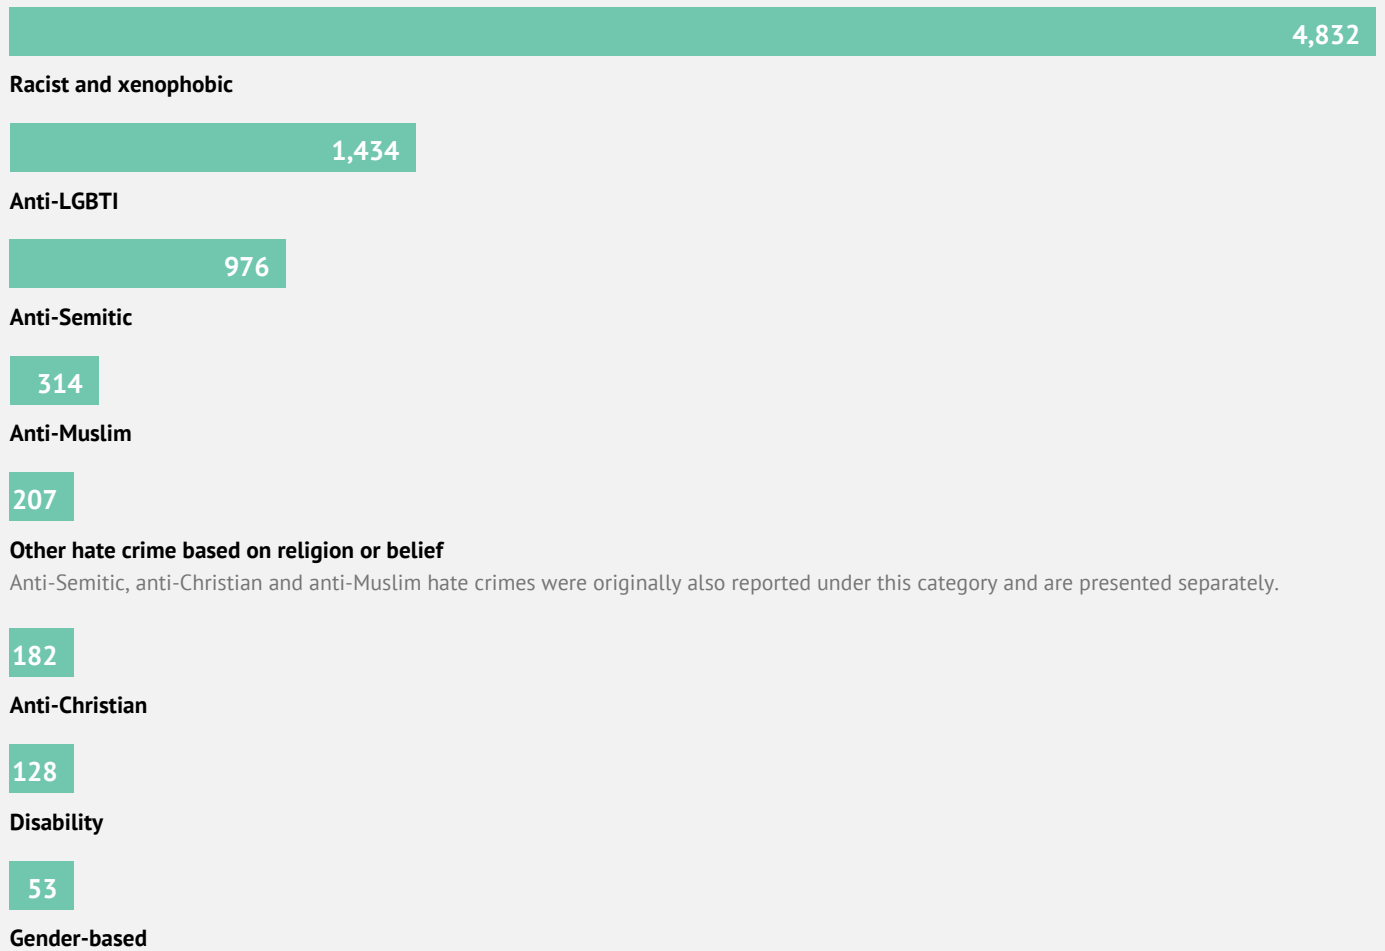 4,832
Racist and xenophobic
1,434
Anti-LGBTI
976
Anti-Semitic
314
Anti-Muslim
207
Other hate crime based on religion or belief
Anti-Semitic, anti-Christian and anti-Muslim hate crimes were originally also reported under this category and are presented separately.
182
Anti-Christian
128
Disability
53
Gender-based